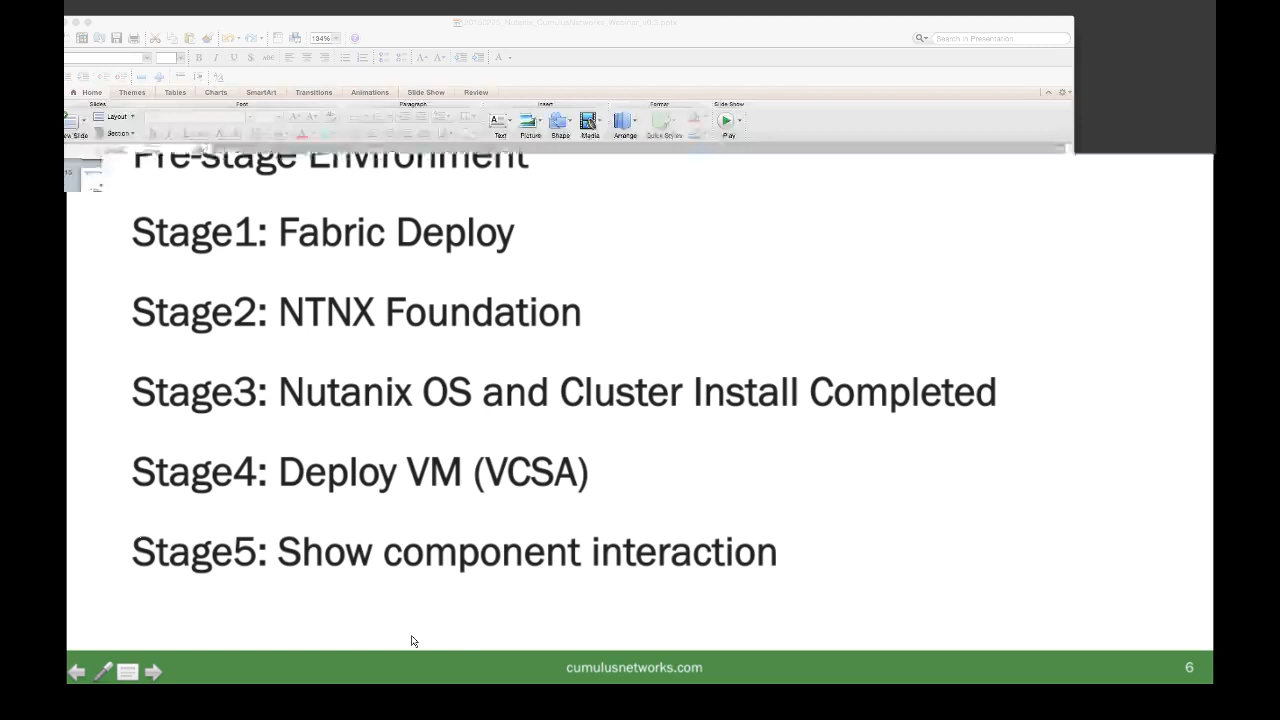 134%
Search in Presentation
Home Themes Tables Charts SmartArt Transitions Animations Slide Show Review
Slides Font Paragraph Insert Format Slide Show
Layout
Section
Text Picture Shape Media Arrange Quick Styles Play
Pre-stage Environment
Stage1: Fabric Deploy
Stage2: NTNX Foundation
Stage3: Nutanix OS and Cluster Install Completed
Stage4: Deploy VM (VCSA)
Stage5: Show component interaction
cumulusnetworks.com 6